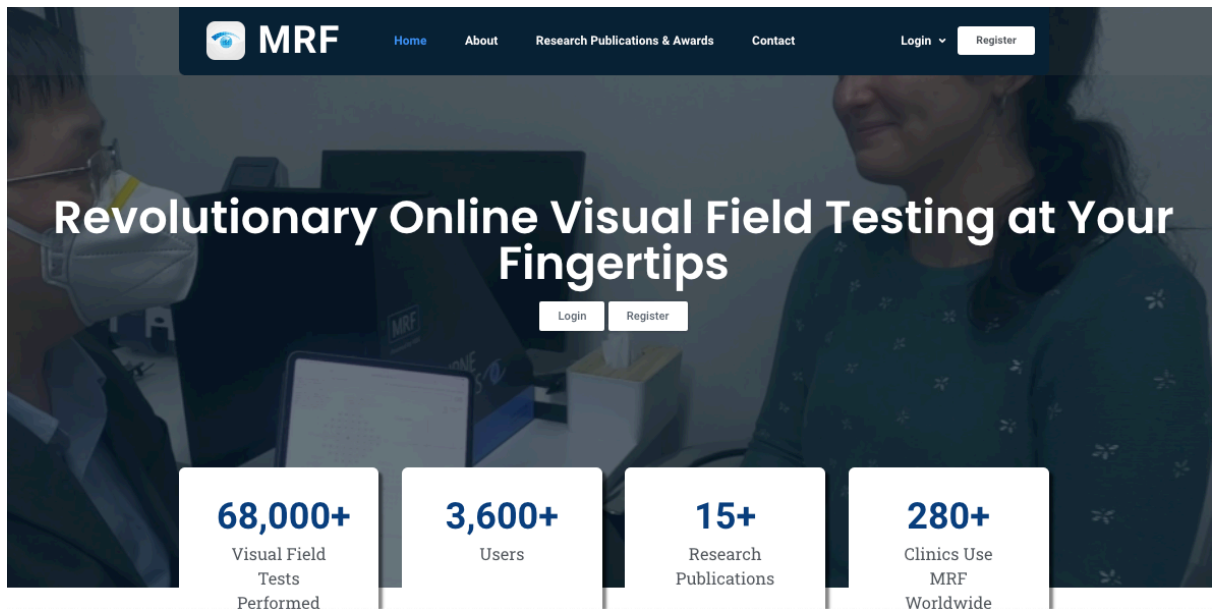 MRF
Home About Research Publications & Awards Contact Login Register
Revolutionary Online Visual Field Testing at Your
Fingertips
Login Register
MRF
68,000+
Visual Field
Tests
Performed
3,600+
Users
15+
Research
Publications
280+
Clinics Use
MRF
Worldwide